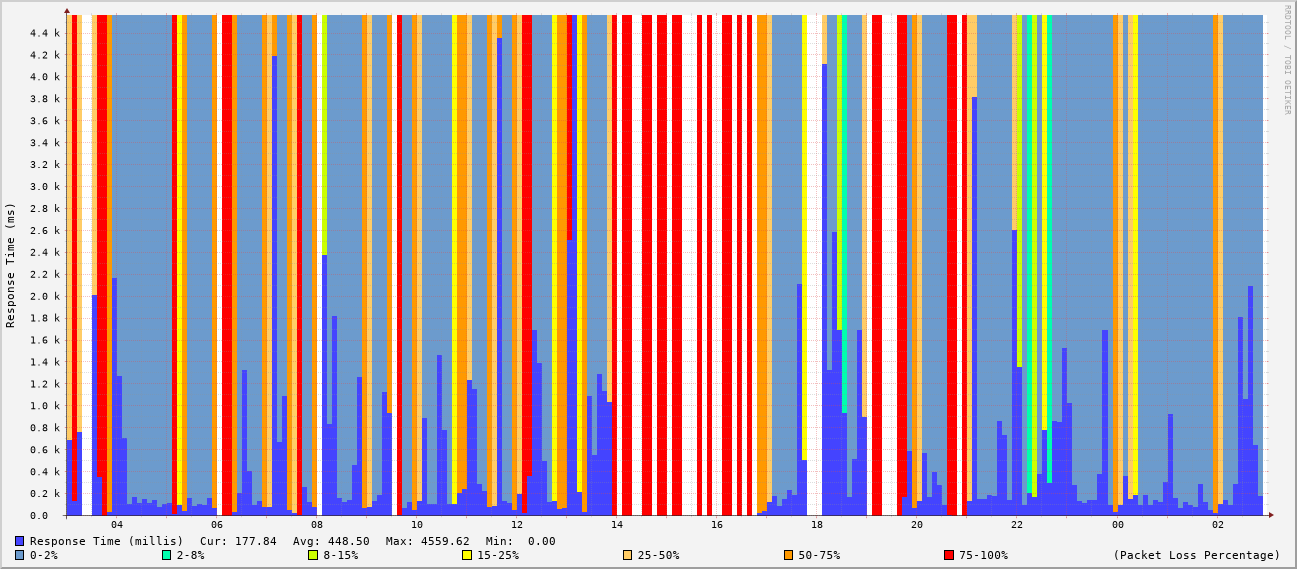 RRDTOOL / TOBI OETIKER
4.4 k
4.2 k
4.0 k
3.8 k
3.6 k
3.4 k
3.2 k
3.0 k
2.8 k
2.6 k
2.4 k
2.2 k
2.0 k
1.8 k
1.6 k
1.4 k
1.2 k
1.0 k
0.8 k
0.6 k
0.4 k
0.2 k
0.0
Response Time (ms)
04 06 08 10 12 14 16 18 20 22 00 02
Response Time (millis) Cur: 177.84 Avg: 448.50 Max: 4559.62 Min: 0.00
0-2% 2-8% 8-15% 15-25% 25-50% 50-75% 75-100% (Packet Loss Percentage)